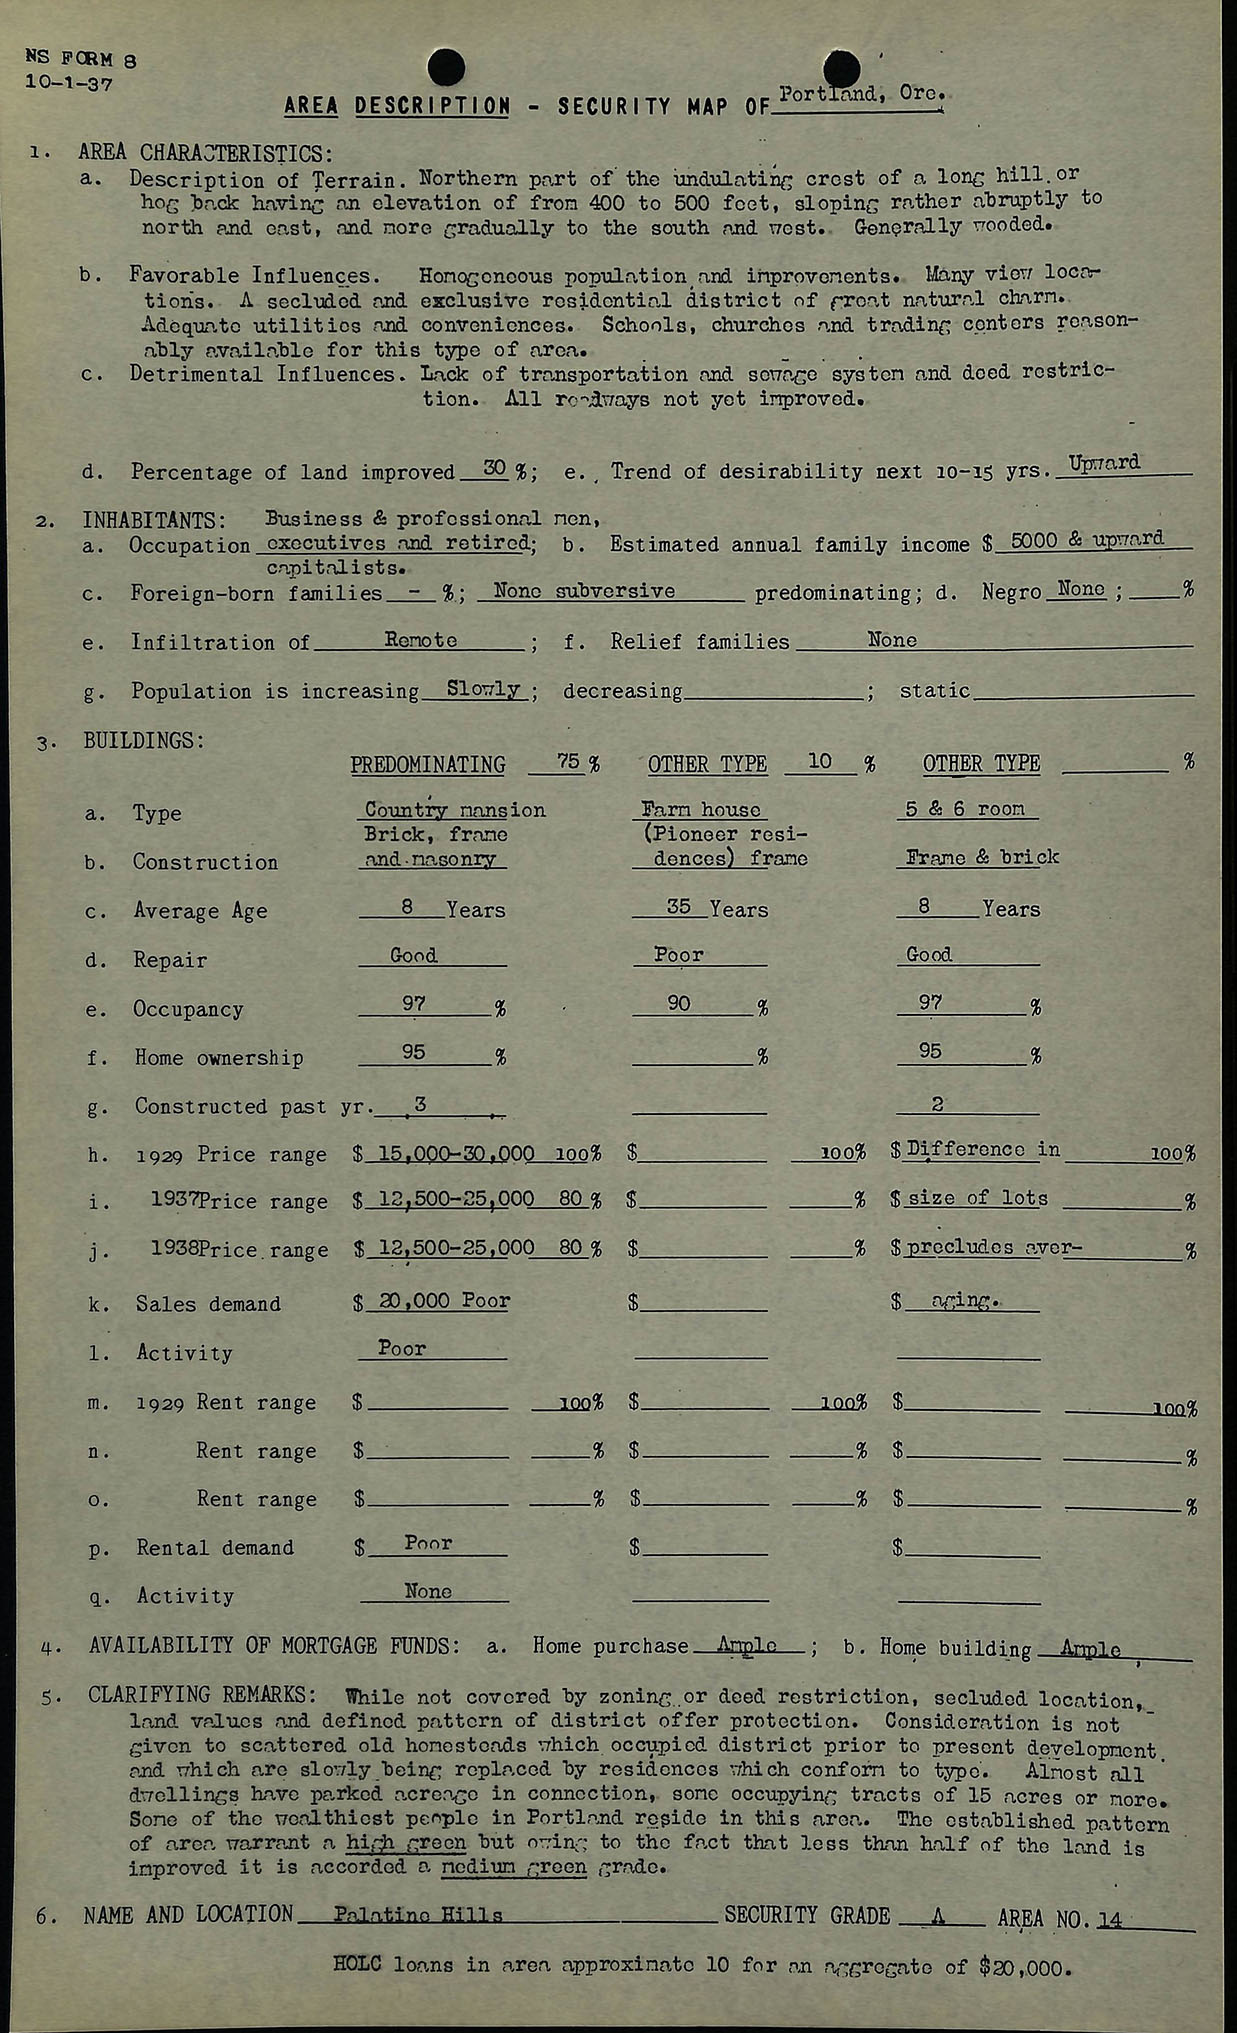 NS FORM 8
10-1-37
AREA DESCRIPTION - SECURITY MAP OF Portland, Ore.
1. AREA CHARACTERISTICS:
a. Description of Terrain. Northern part of the undulating crest of a long hill or
hog back having an elevation of from 400 to 500 feet, sloping rather abruptly to
north and east, and more gradually to the south and west. Generally wooded.
b. Favorable Influences. Homogeneous population and improvements. Many view loca-
tions. A secluded and exclusive residential district of great natural charm.
Adequate utilities and conveniences. Schools, churches and trading centers reason-
ably available for this type of area.
c. Detrimental Influences. Lack of transportation and sewage system and deed restric-
tion. All roadways not yet improved.
d. Percentage of land improved 30 %; e. Trend of desirability next 10-15 yrs. Upward
2. INHABITANTS: Business & professional men,
a. Occupation executives and retired; b. Estimated annual family income $ 5000 & upward
capitalists.
c. Foreign-born families - %; None subversive predominating; d. Negro None ; %
e. Infiltration of Remote ; f. Relief families None
g. Population is increasing Slowly ; decreasing ; static
3. BUILDINGS:
PREDOMINATING 75 % OTHER TYPE 10 % OTHER TYPE %
a. Type Country mansion Farm house 5 & 6 room
Brick, frame (Pioneer resi-
b. Construction and masonry dences) frame Frame & brick
c. Average Age 8 Years 35 Years 8 Years
d. Repair Good Poor Good
e. Occupancy 97 % 90 % 97 %
f. Home ownership 95 % % 95 %
g. Constructed past yr. 3 2
h. 1929 Price range $ 15,000-30,000 100% $ 100% $ Difference in 100%
i. 1937Price range $ 12,500-25,000 80 % $ % $ size of lots %
j. 1938Price range $ 12,500-25,000 80 % $ % $ precludes aver- %
k. Sales demand $ 20,000 Poor $ $ aging.
l. Activity Poor
m. 1929 Rent range $ 100% $ 100% $ 100%
n. Rent range $ % $ % $ %
o. Rent range $ % $ % $ %
p. Rental demand $ Poor $ $
q. Activity None
4. AVAILABILITY OF MORTGAGE FUNDS: a. Home purchase Ample ; b. Home building Ample
5. CLARIFYING REMARKS: While not covered by zoning or deed restriction, secluded location,
land values and defined pattern of district offer protection. Consideration is not
given to scattered old homesteads which occupied district prior to present development
and which are slowly being replaced by residences which conform to type. Almost all
dwellings have parked acreage in connection, some occupying tracts of 15 acres or more.
Some of the wealthiest people in Portland reside in this area. The established pattern
of area warrant a high green but owing to the fact that less than half of the land is
improved it is accorded a medium green grade.
6. NAME AND LOCATION Palatine Hills SECURITY GRADE A AREA NO. 14
HOLC loans in area approximate 10 for an aggregate of $20,000.